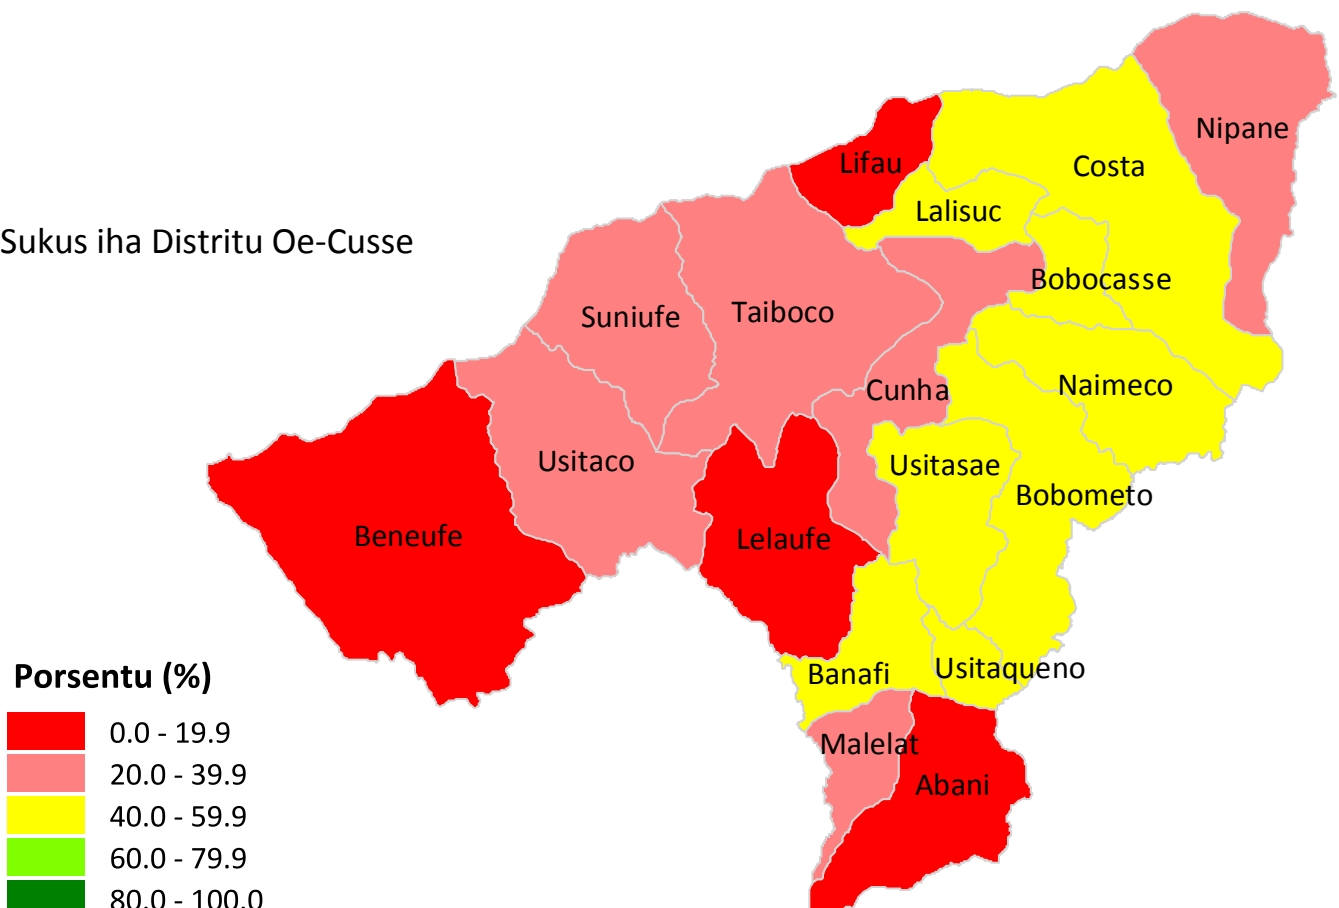 Nipane
Lifau
Costa
Lalisuc
Sukus iha Distritu Oe-Cusse
Bobocasse
Suniufe
Taiboco
Cunha
Naimeco
Usitaco
Usitasae
Bobometo
Beneufe
Lelaufe
Banafi
Usitaqueno
Malelat
Abani
Porsentu (%)
0.0 - 19.9
20.0 - 39.9
40.0 - 59.9
60.0 - 79.9
80.0 - 100.0